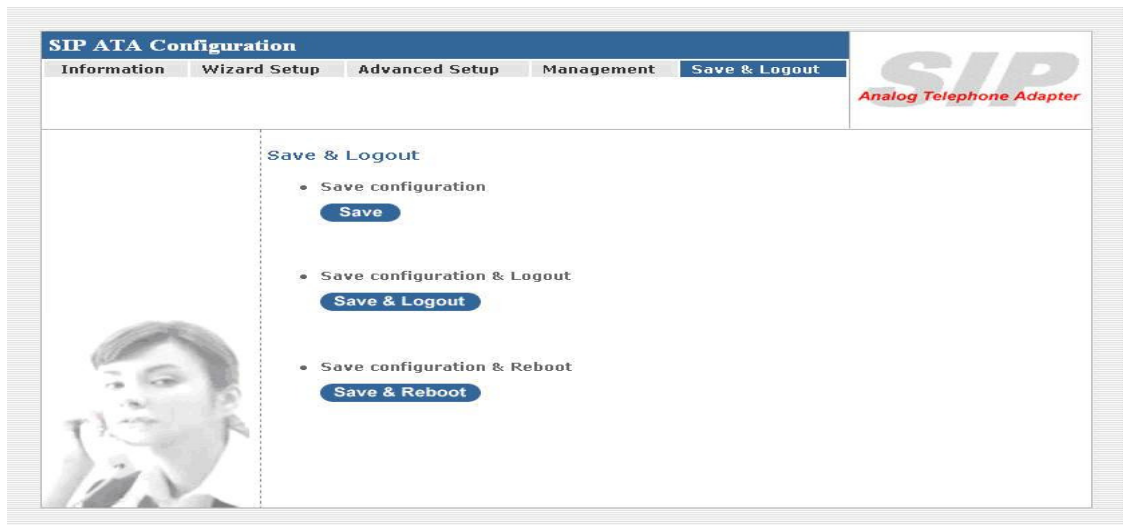 SIP ATA Configuration
Information Wizard Setup Advanced Setup Management Save & Logout
SIP
Analog Telephone Adapter
Save & Logout
• Save configuration
Save
• Save configuration & Logout
Save & Logout
• Save configuration & Reboot
Save & Reboot